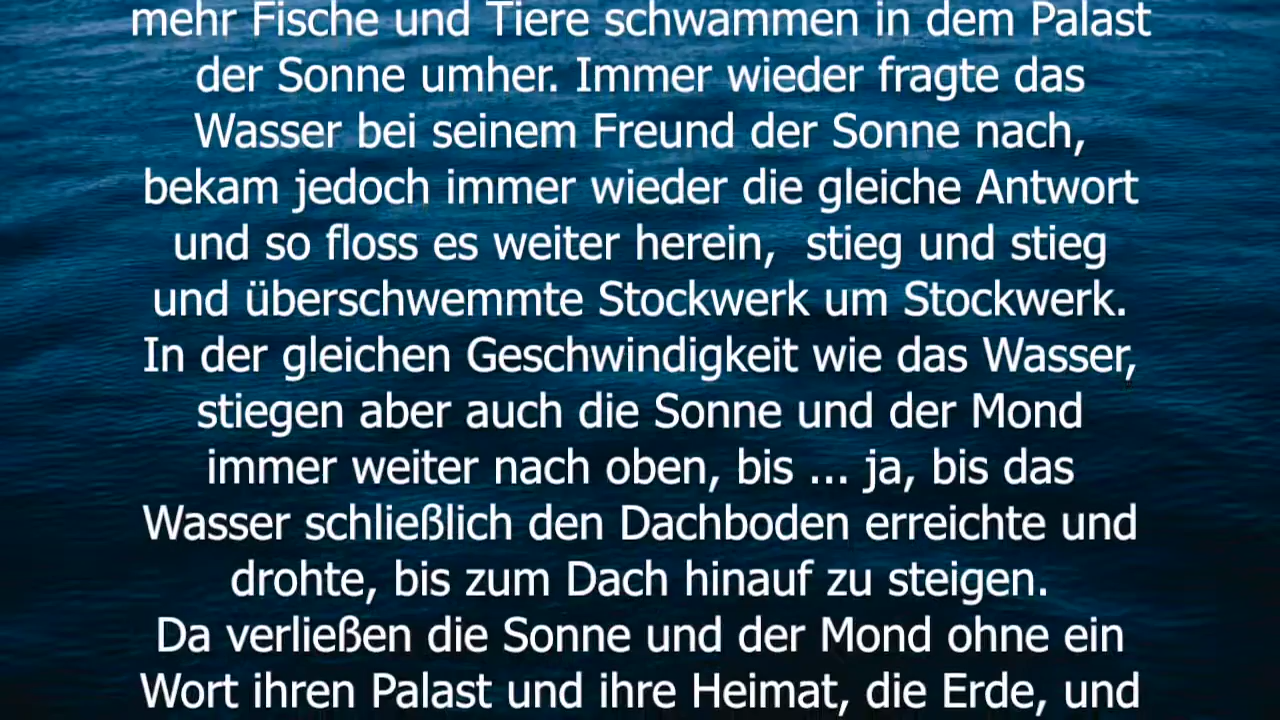 mehr Fische und Tiere schwammen in dem Palast
der Sonne umher. Immer wieder fragte das
Wasser bei seinem Freund der Sonne nach,
bekam jedoch immer wieder die gleiche Antwort
und so floss es weiter herein,  stieg und stieg
und überschwemmte Stockwerk um Stockwerk.
In der gleichen Geschwindigkeit wie das Wasser,
stiegen aber auch die Sonne und der Mond
immer weiter nach oben, bis ... ja, bis das
Wasser schließlich den Dachboden erreichte und
drohte, bis zum Dach hinauf zu steigen.
Da verließen die Sonne und der Mond ohne ein
Wort ihren Palast und ihre Heimat, die Erde, und